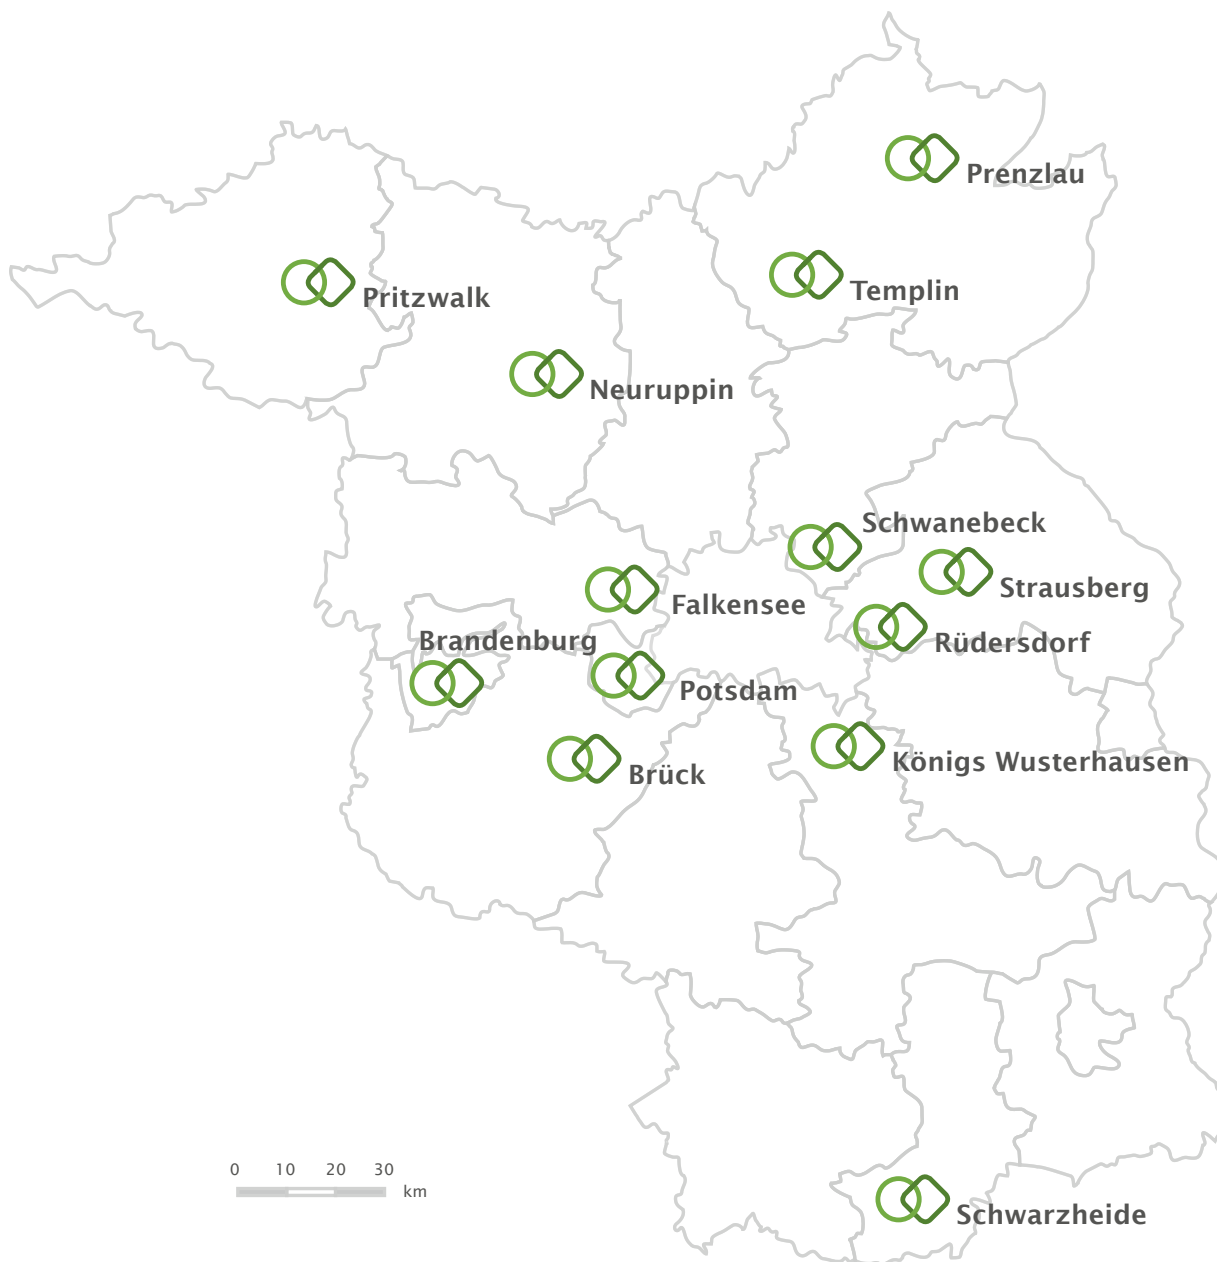 Prenzlau
Templin
Pritzwalk
Neuruppin
Schwanebeck
Strausberg
Falkensee
Rüdersdorf
Brandenburg
Potsdam
Königs Wusterhausen
Brück
0 10 20 30
km
Schwarzheide